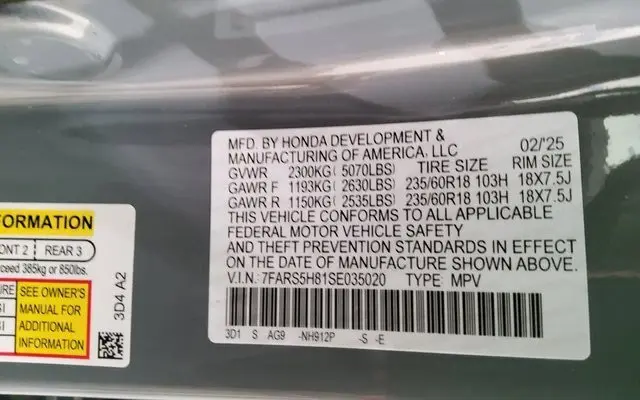 MFD. BY HONDA DEVELOPMENT &
MANUFACTURING OF AMERICA, LLC 02/25
GVWR 2300KG( 5070LBS) TIRE SIZE RIM SIZE
GAWR F 1193KG( 2630LBS) 235/60R18 103H 18X7.5J
GAWR R 1150KG( 2535LBS) 235/60R18 103H 18X7.5J
THIS VEHICLE CONFORMS TO ALL APPLICABLE
FEDERAL MOTOR VEHICLE SAFETY
AND THEFT PREVENTION STANDARDS IN EFFECT
ON THE DATE OF MANUFACTURE SHOWN ABOVE.
V.I.N.: 7FARS5H81SE035020 TYPE MPV
3D1 S AG9 -NH912P -S -E
FORMATION
ONT 2 REAR 3
ceed 385kg or 850lbs.
URE SEE OWNER'S
SI MANUAL FOR
ADDITIONAL
SI INFORMATION
3D4 A2